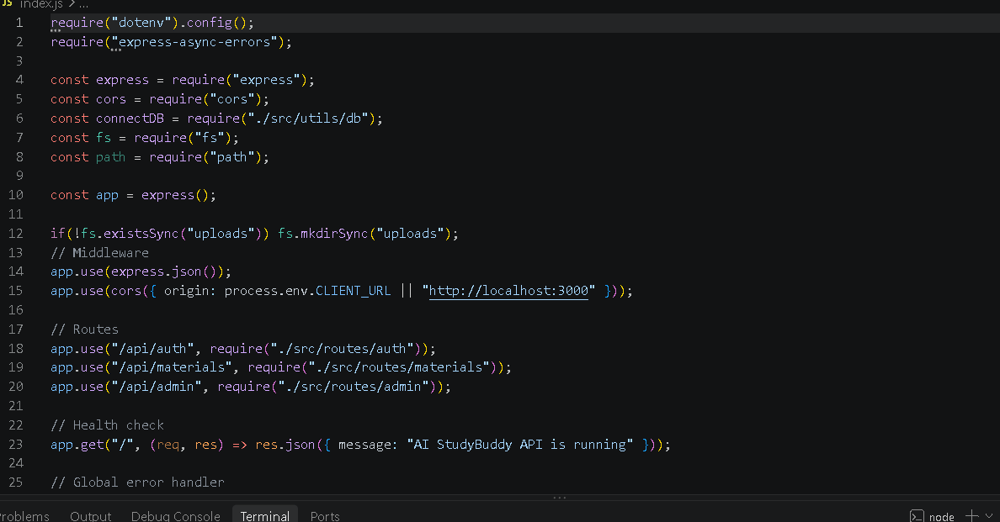 JS index.js > ...
1 require("dotenv").config();
2 require("express-async-errors");
3
4 const express = require("express");
5 const cors = require("cors");
6 const connectDB = require("./src/utils/db");
7 const fs = require("fs");
8 const path = require("path");
9
10 const app = express();
11
12 if(!fs.existsSync("uploads")) fs.mkdirSync("uploads");
13 // Middleware
14 app.use(express.json());
15 app.use(cors({ origin: process.env.CLIENT_URL || "http://localhost:3000" }));
16
17 // Routes
18 app.use("/api/auth", require("./src/routes/auth"));
19 app.use("/api/materials", require("./src/routes/materials"));
20 app.use("/api/admin", require("./src/routes/admin"));
21
22 // Health check
23 app.get("/", (req, res) => res.json({ message: "AI StudyBuddy API is running" }));
24
25 // Global error handler
roblems Output Debug Console Terminal Ports node